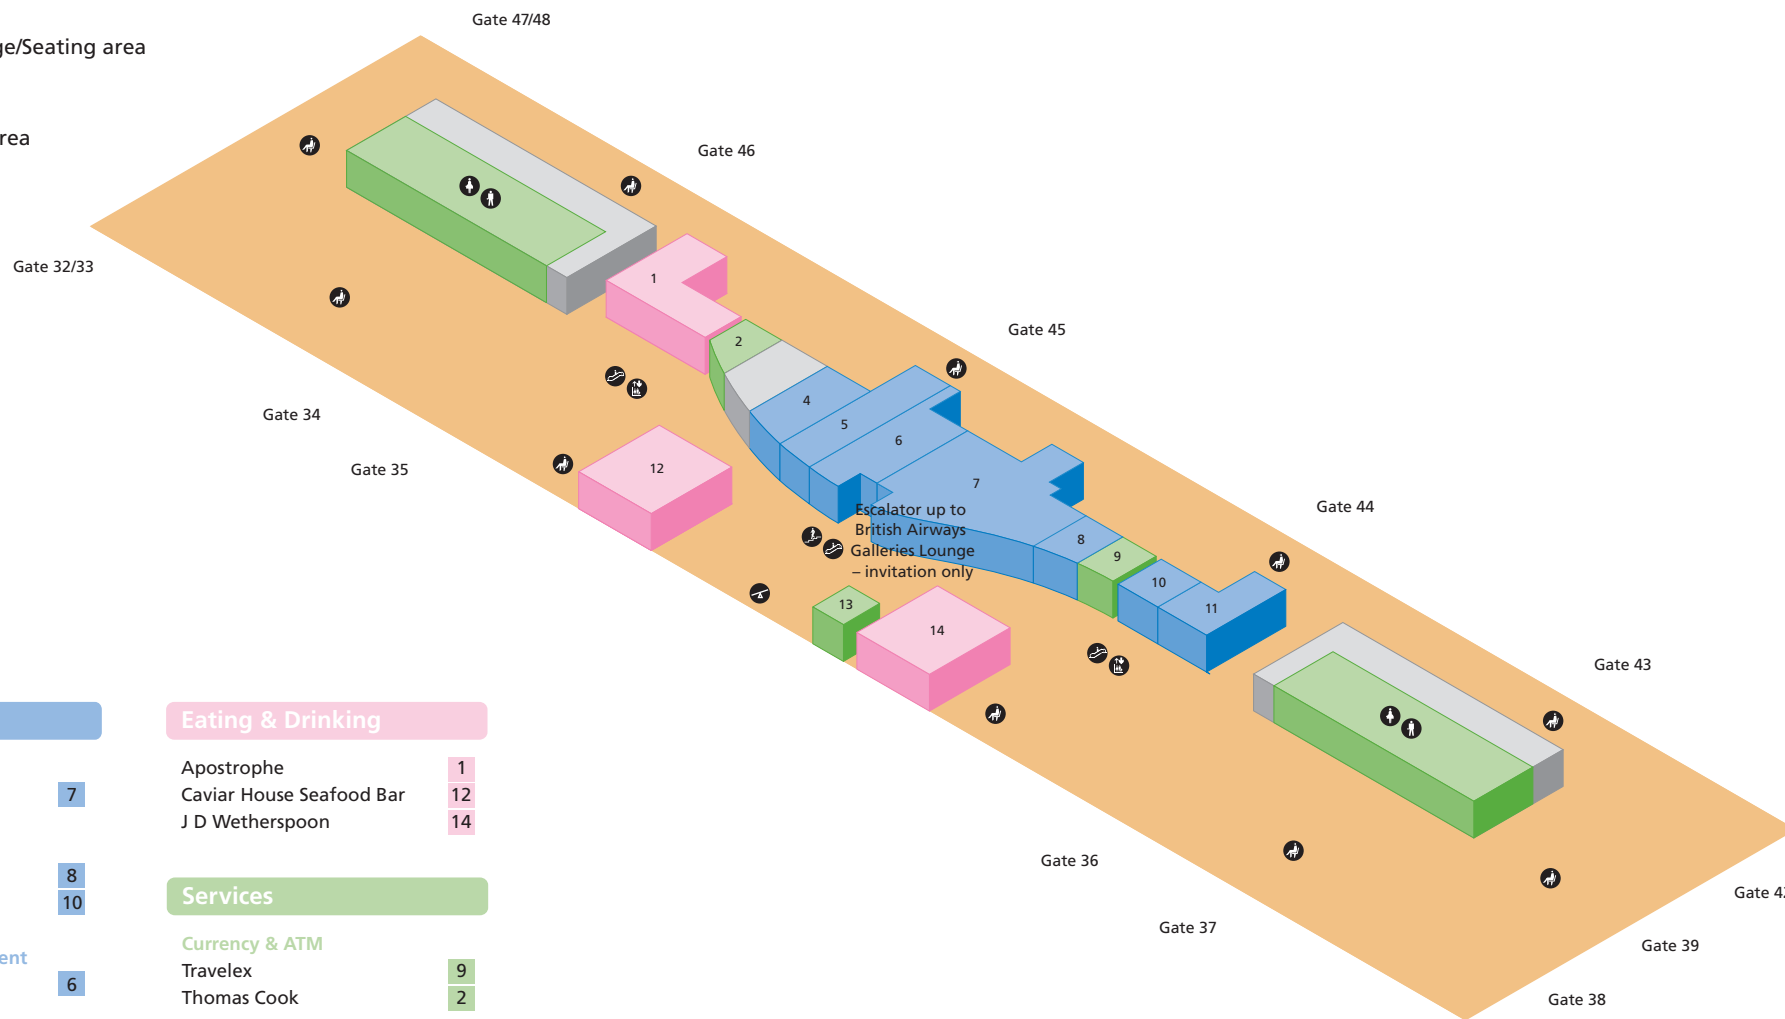 Gate 47/48
ge/Seating area
rea
Gate 46
Gate 32/33
1
Gate 45
2
4
5
6
Gate 34
Gate 35
12
7
Gate 44
Escalator up to
British Airways
Galleries Lounge
– invitation only
8
9
10
11
13
14
Gate 43
Eating & Drinking
Apostrophe 1
Caviar House Seafood Bar 12
J D Wetherspoon 14
7
8
10
ent
6
Services
Currency & ATM
Travelex 9
Thomas Cook 2
Gate 36
Gate 37
Gate 42
Gate 39
Gate 38